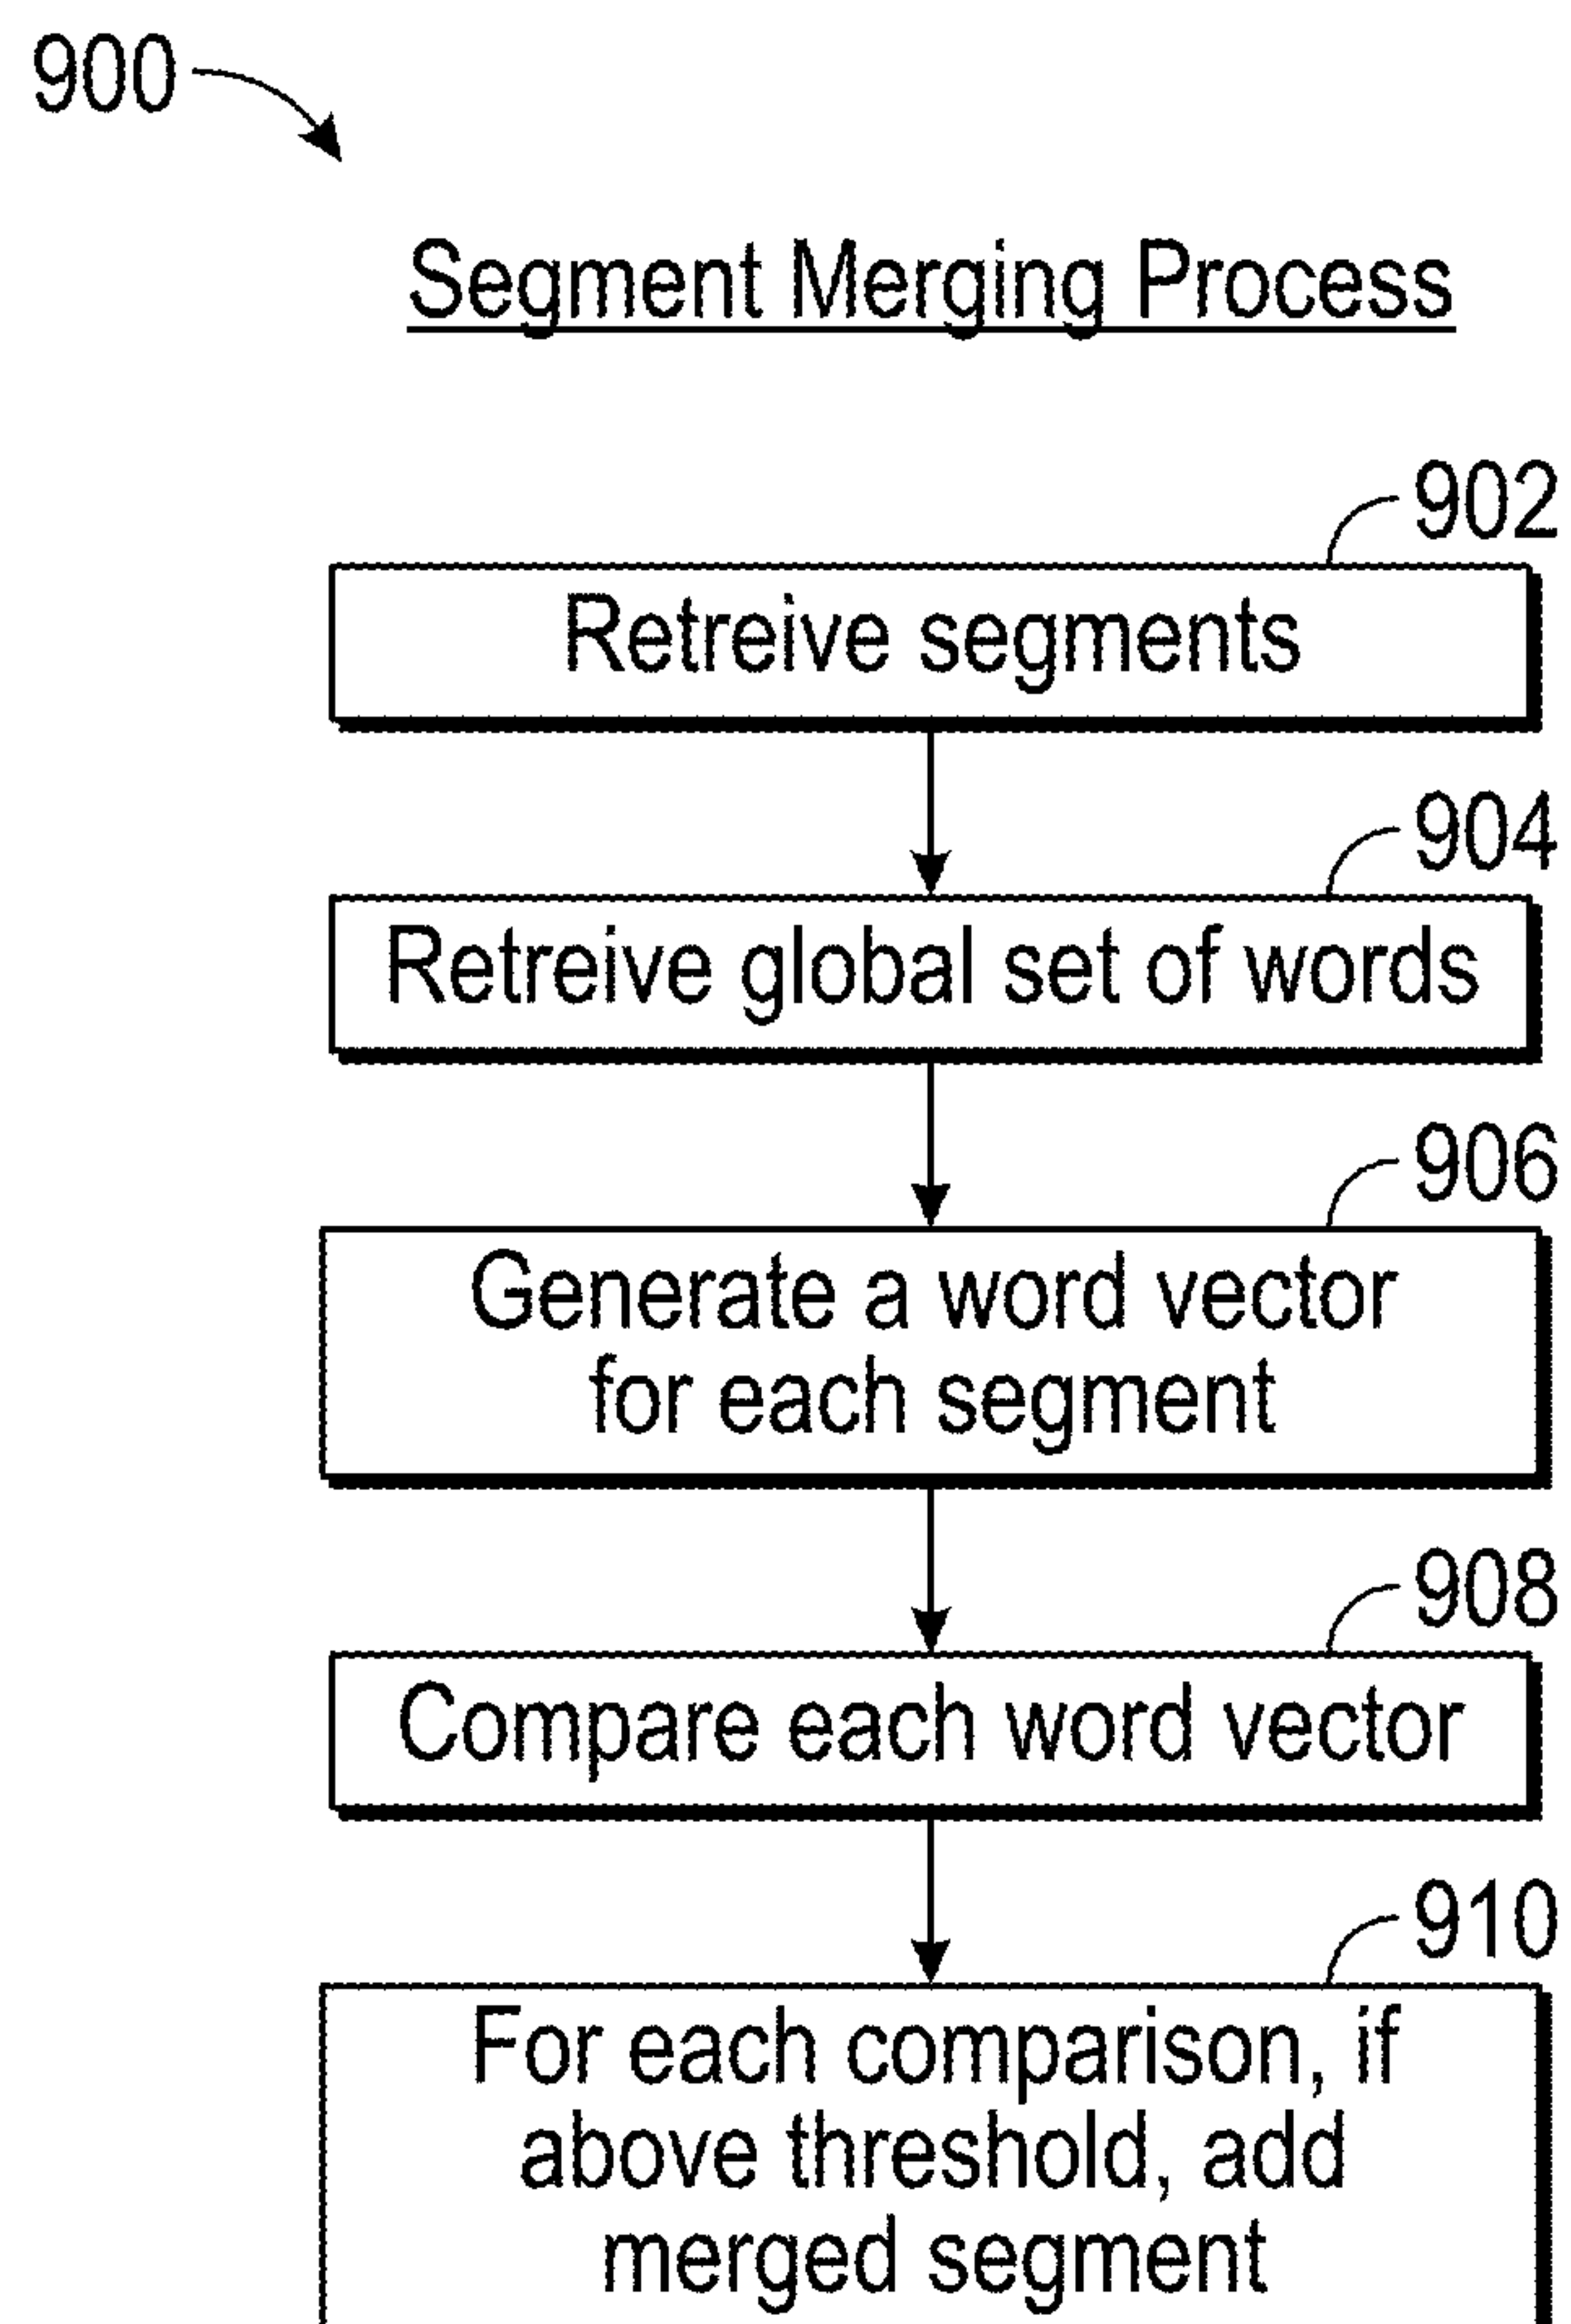 900
Segment Merging Process
902
Retreive segments
904
Retreive global set of words
906
Generate a word vector
for each segment
908
Compare each word vector
910
For each comparison, if
above threshold, add
merged segment